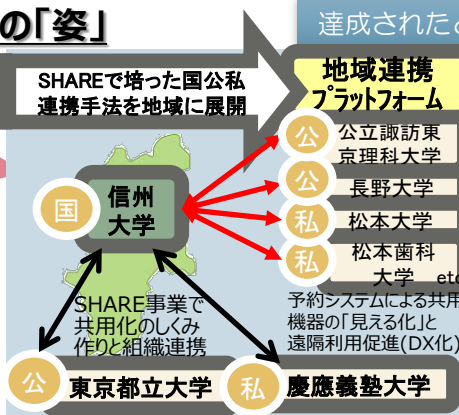 の「姿」
達成されたと
SHAREで培った国公私
連携手法を地域に展開
地域連携
プラットフォーム
公 公立諏訪東
京理科大学
公 長野大学
私 松本大学
私 松本歯科
大学 etc
国 信州
大学
予約システムによる共用
機器の「見える化」と
遠隔利用促進(DX化)
SHARE事業で
共用化のしくみ
作りと組織連携
公 東京都立大学
私 慶應義塾大学